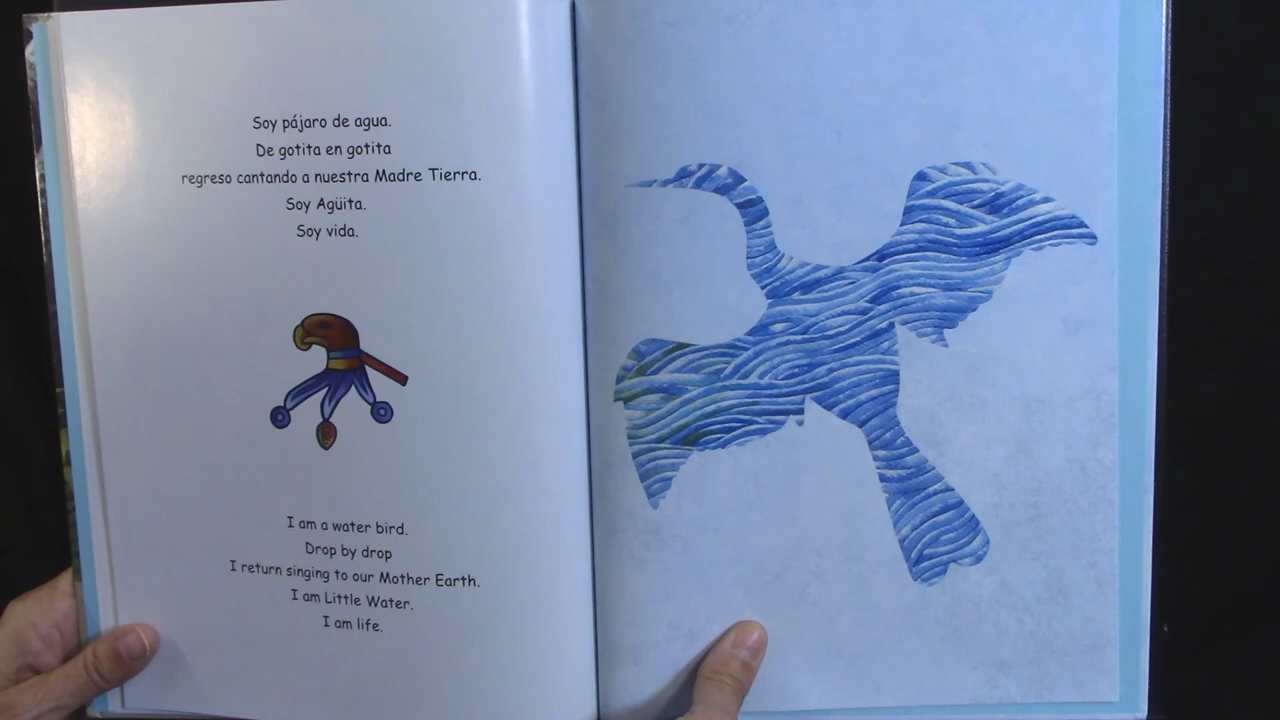 Soy pájaro de agua.
De gotita en gotita
regreso cantando a nuestra Madre Tierra.
Soy Agüita.
Soy vida.
I am a water bird.
Drop by drop
I return singing to our Mother Earth.
I am Little Water.
I am life.